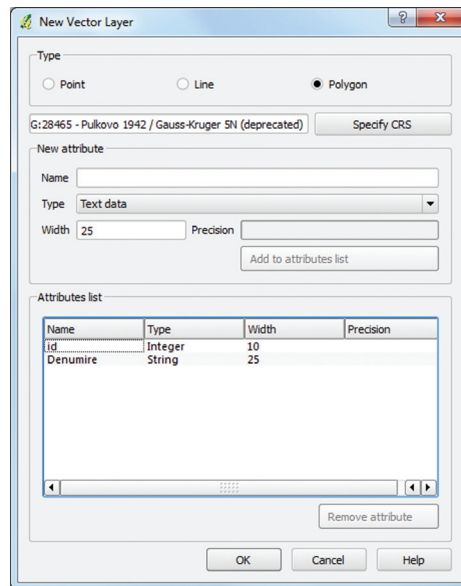 New Vector Layer
Type
Point Line Polygon
G:28465 - Pulkovo 1942 / Gauss-Kruger 5N (deprecated) Specify CRS
New attribute
Name
Type Text data
Width 25 Precision
Add to attributes list
Attributes list
Name Type Width Precision
id Integer 10
Denumire String 25
Remove attribute
OK Cancel Help